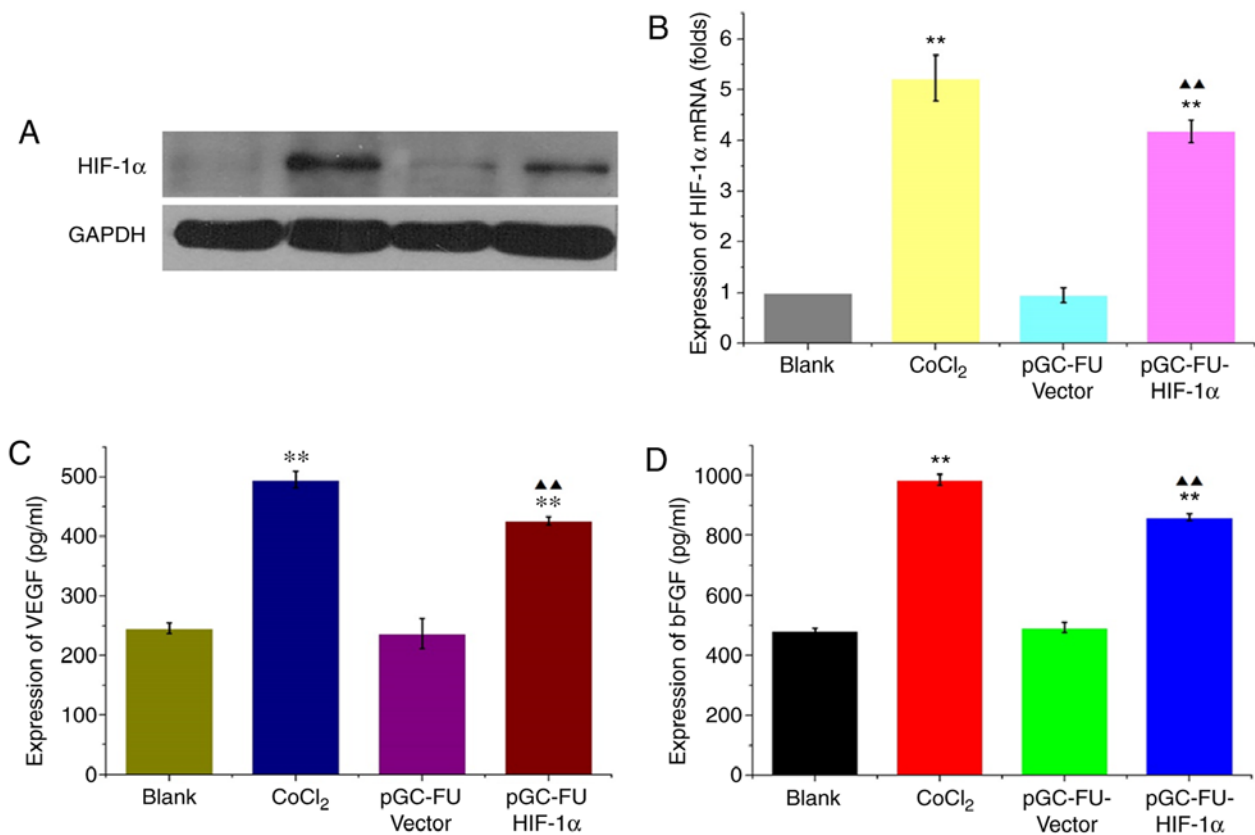 A
HIF-1α
GAPDH
B
Expression of HIF-1α mRNA (folds)
6
5
4
3
2
1
0
**
▲▲
**
Blank
CoCl₂
pGC-FU
Vector
pGC-FU-
HIF-1α
C
Expression of VEGF (pg/ml)
500
400
300
200
100
0
**
▲▲
**
Blank
CoCl₂
pGC-FU
Vector
pGC-FU
HIF-1α
D
Expression of bFGF (pg/ml)
1000
800
600
400
200
0
**
▲▲
**
Blank
CoCl₂
pGC-FU-
Vector
pGC-FU-
HIF-1α